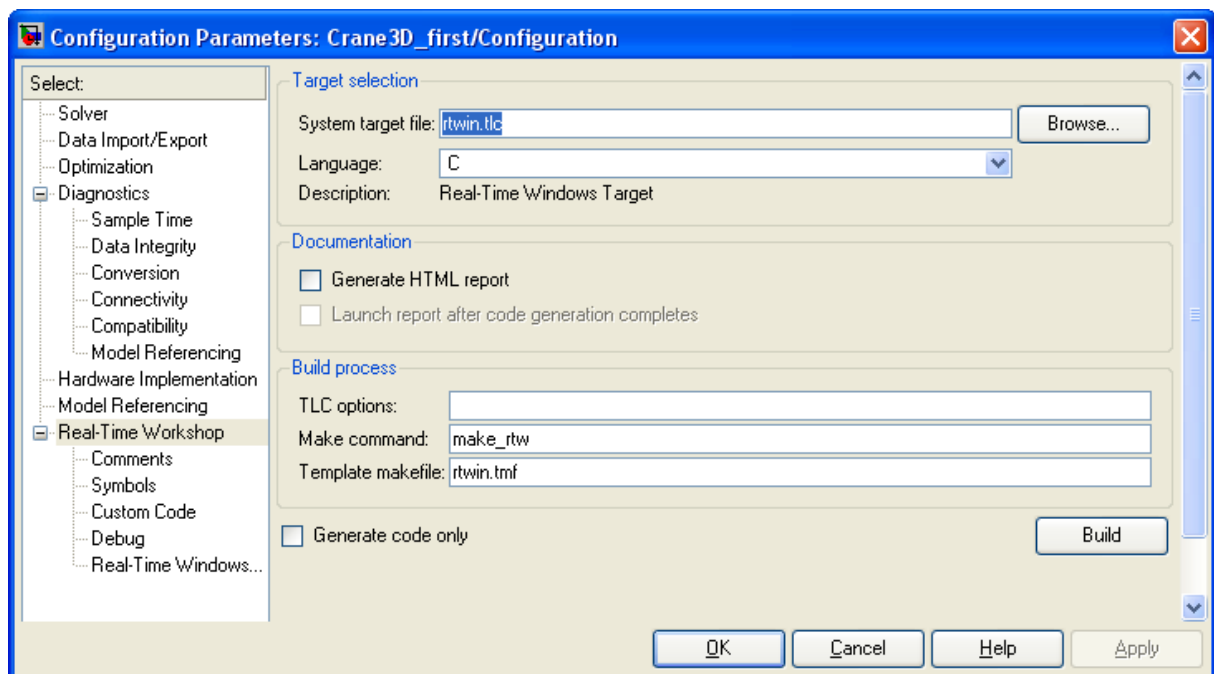 Configuration Parameters: Crane3D_first/Configuration
Select:
Solver
Data Import/Export
Optimization
Diagnostics
Sample Time
Data Integrity
Conversion
Connectivity
Compatibility
Model Referencing
Hardware Implementation
Model Referencing
Real-Time Workshop
Comments
Symbols
Custom Code
Debug
Real-Time Windows...
Target selection
System target file: rtwin.tlc Browse...
Language: C
Description: Real-Time Windows Target
Documentation
Generate HTML report
Launch report after code generation completes
Build process
TLC options:
Make command: make_rtw
Template makefile: rtwin.tmf
Generate code only Build
OK Cancel Help Apply